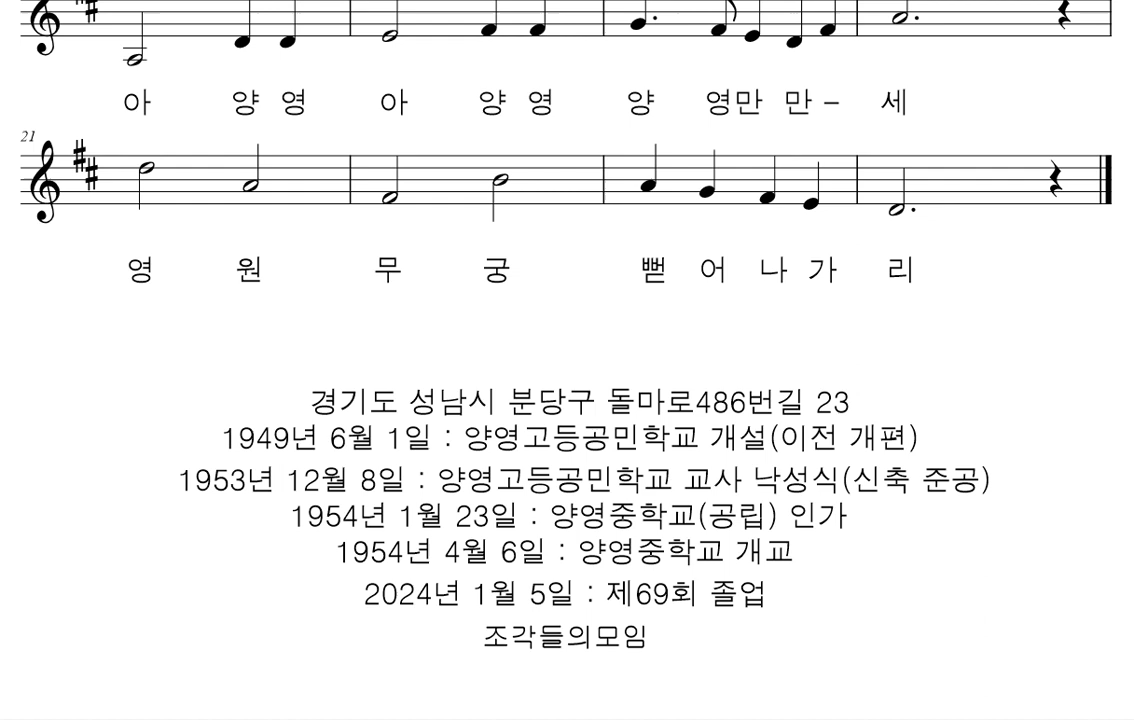 아 양 영 아 양 영 양 영만 만 - 세
21
영 원 무 궁 뻗 어 나 가 리
경기도 성남시 분당구 돌마로486번길 23
1949년 6월 1일 : 양영고등공민학교 개설(이전 개편)
1953년 12월 8일 : 양영고등공민학교 교사 낙성식(신축 준공)
1954년 1월 23일 : 양영중학교(공립) 인가
1954년 4월 6일 : 양영중학교 개교
2024년 1월 5일 : 제69회 졸업
조각들의모임